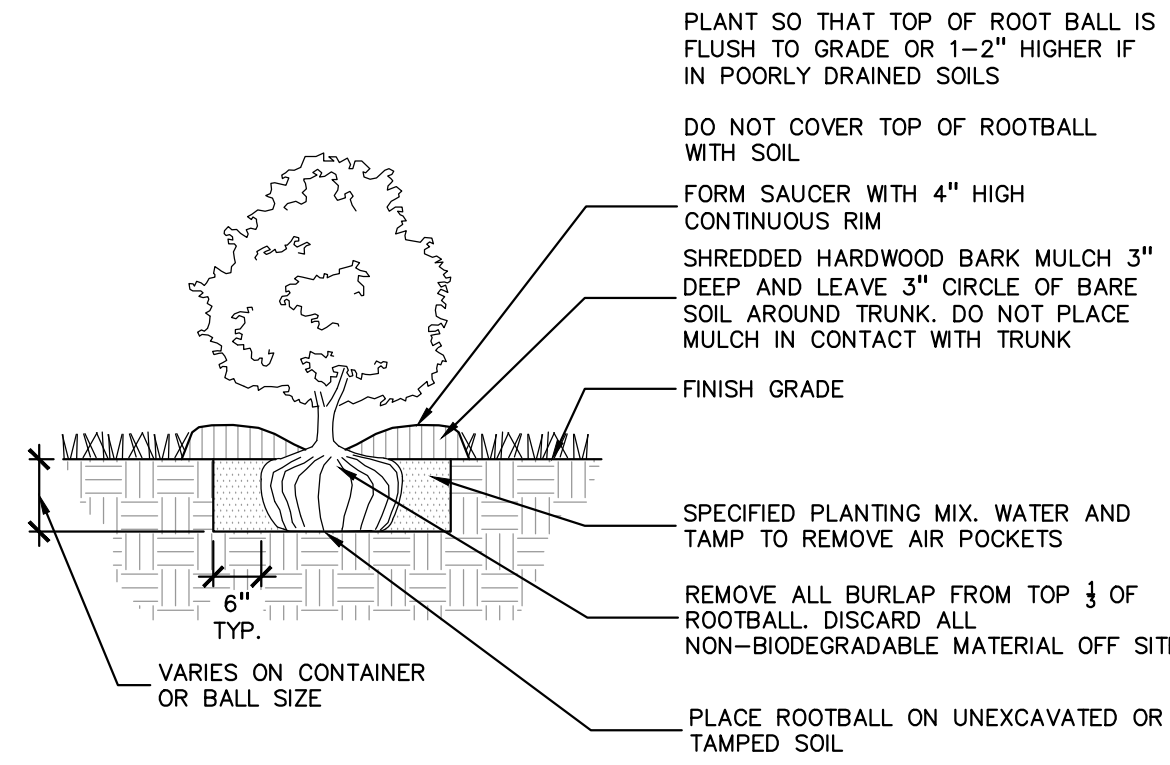 PLANT SO THAT TOP OF ROOT BALL IS
FLUSH TO GRADE OR 1-2" HIGHER IF
IN POORLY DRAINED SOILS
DO NOT COVER TOP OF ROOTBALL
WITH SOIL
FORM SAUCER WITH 4" HIGH
CONTINUOUS RIM
SHREDDED HARDWOOD BARK MULCH 3"
DEEP AND LEAVE 3" CIRCLE OF BARE
SOIL AROUND TRUNK. DO NOT PLACE
MULCH IN CONTACT WITH TRUNK
FINISH GRADE
SPECIFIED PLANTING MIX. WATER AND
TAMP TO REMOVE AIR POCKETS
REMOVE ALL BURLAP FROM TOP 1/3 OF
ROOTBALL. DISCARD ALL
NON-BIODEGRADABLE MATERIAL OFF
PLACE ROOTBALL ON UNEXCAVATED OR
TAMPED SOIL
6"
TYP.
VARIES ON CONTAINER
OR BALL SIZE